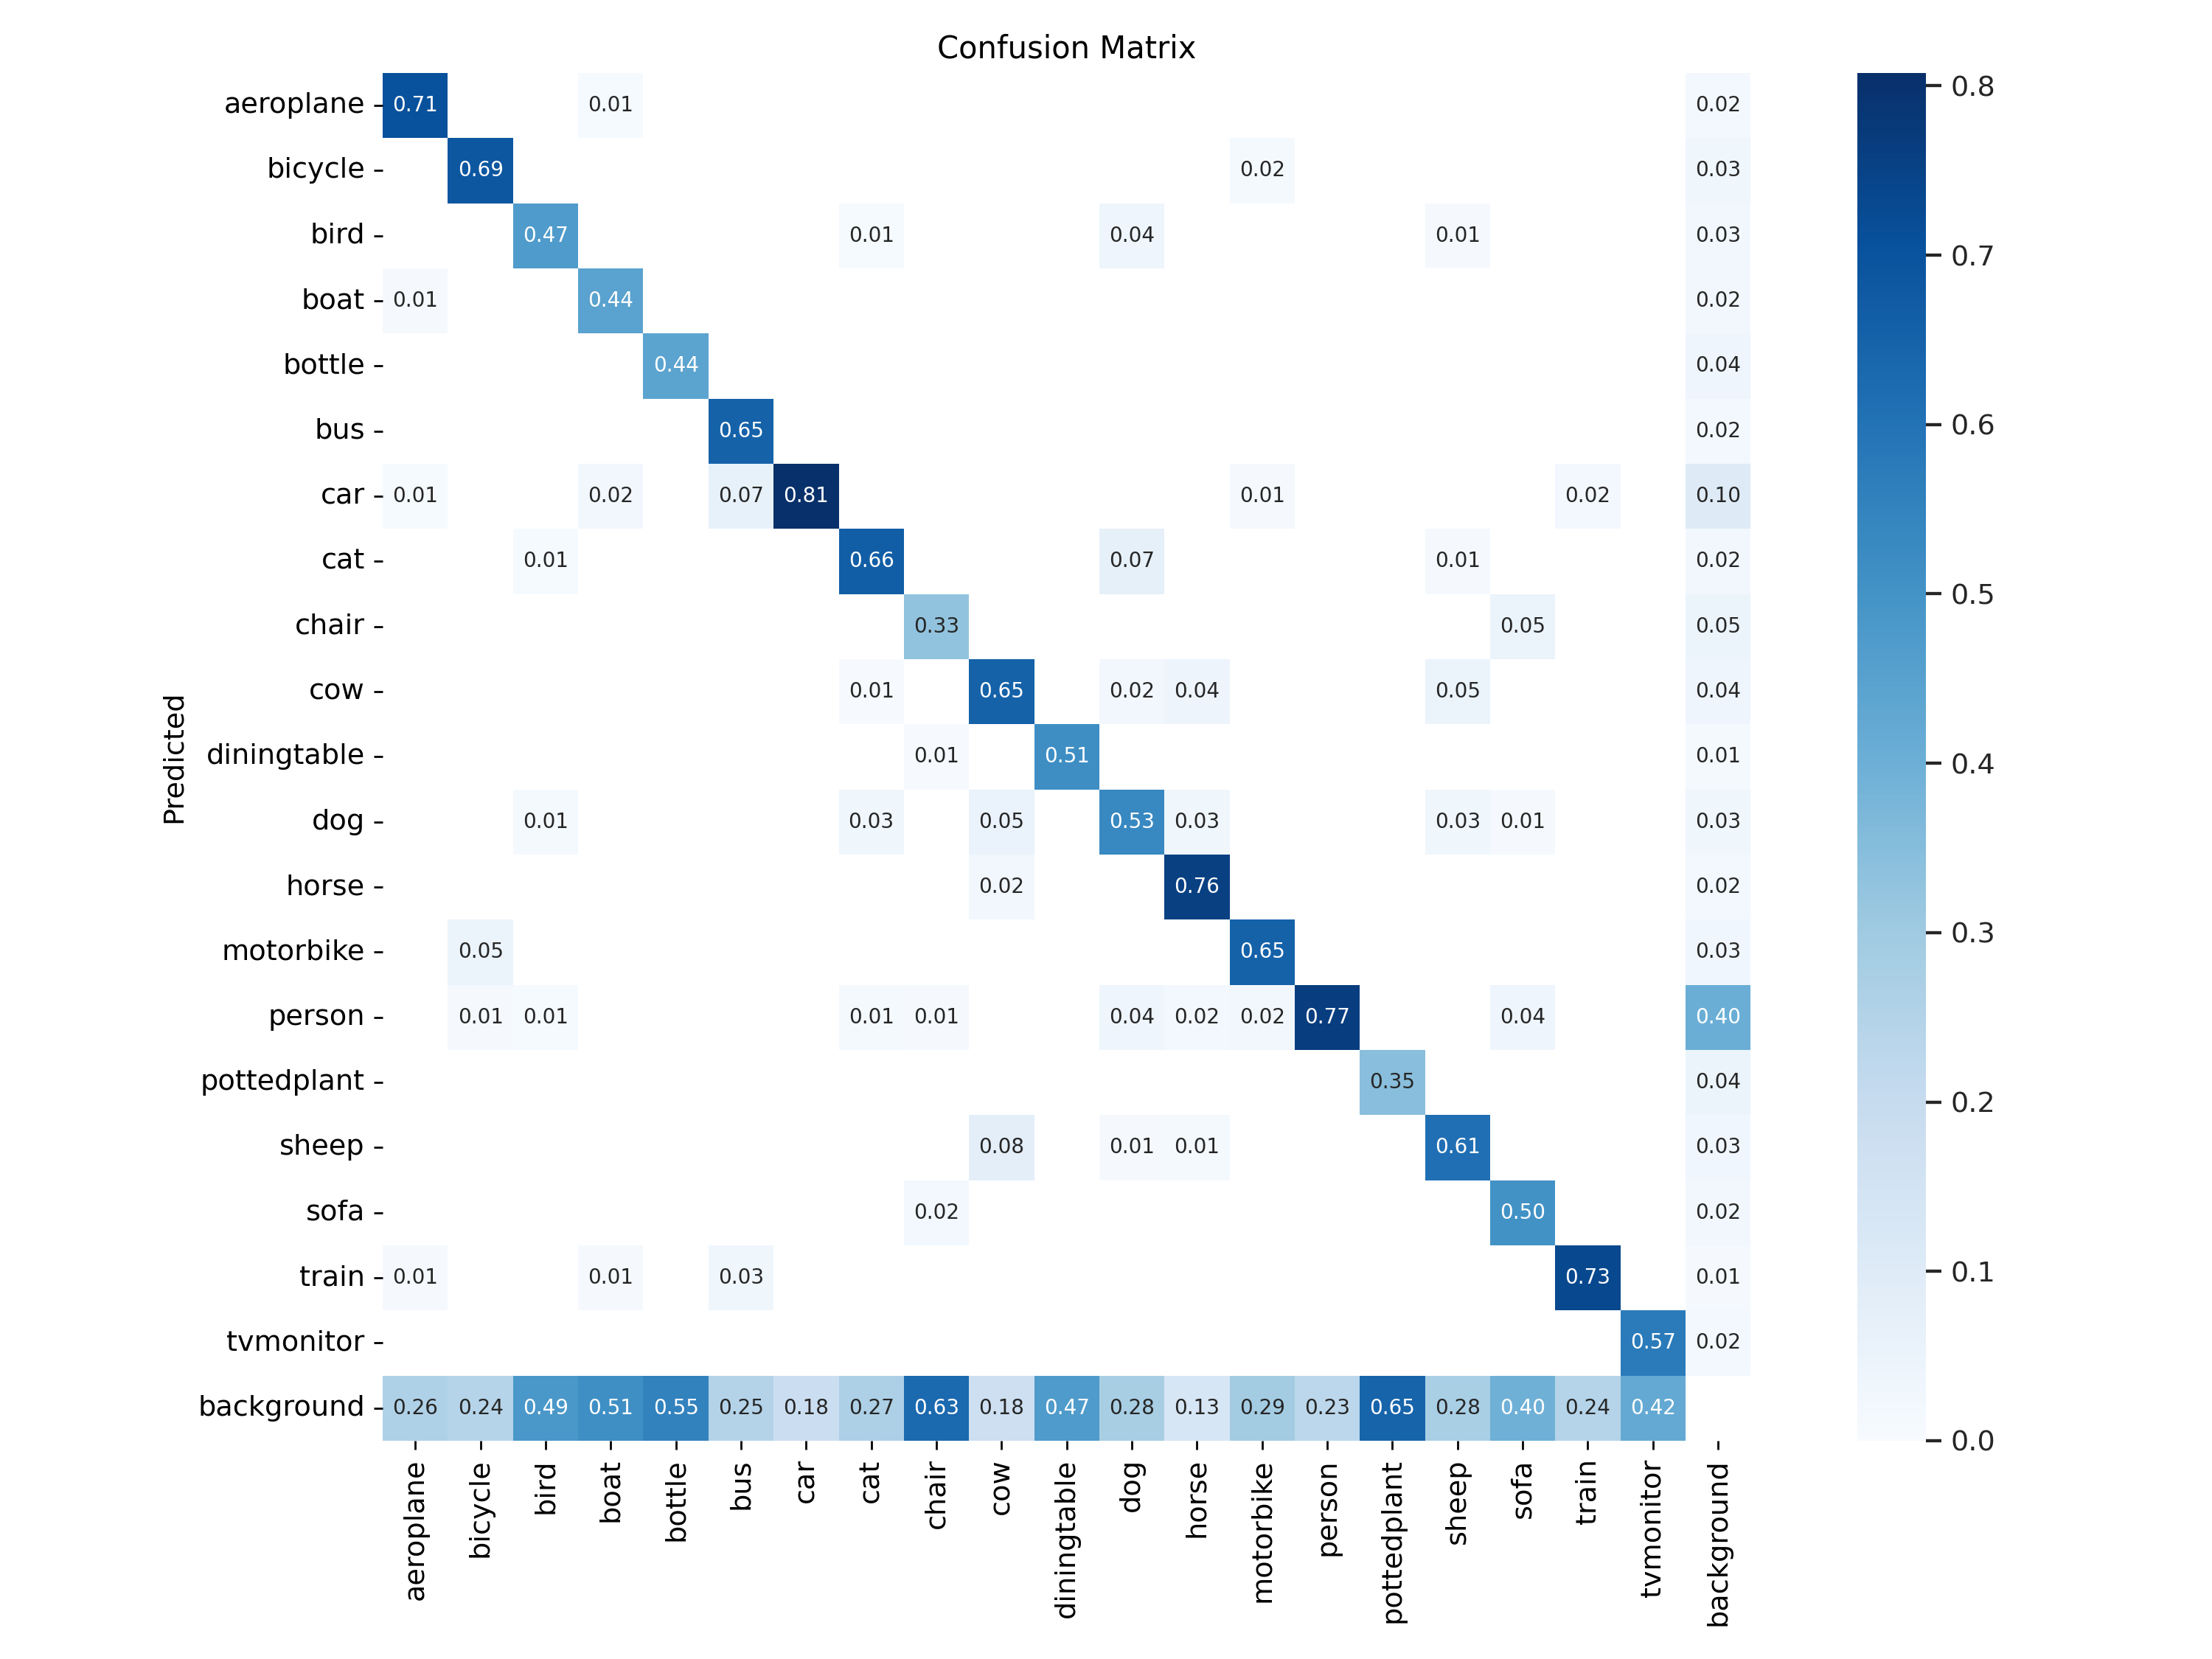 Confusion Matrix
aeroplane 0.71 0.01 0.02
bicycle 0.69 0.02 0.03
bird 0.47 0.01 0.04 0.01 0.03
boat 0.01 0.44 0.02
bottle 0.44 0.04
bus 0.65 0.02
car 0.01 0.02 0.07 0.81 0.01 0.02 0.10
cat 0.01 0.66 0.07 0.01 0.02
chair 0.33 0.05 0.05
cow 0.01 0.65 0.02 0.04 0.05 0.04
diningtable 0.01 0.51 0.01
dog 0.01 0.03 0.05 0.53 0.03 0.03 0.01 0.03
horse 0.02 0.76 0.02
motorbike 0.05 0.65 0.03
person 0.01 0.01 0.01 0.01 0.04 0.02 0.02 0.77 0.04 0.40
pottedplant 0.35 0.04
sheep 0.08 0.01 0.01 0.61 0.03
sofa 0.02 0.50 0.02
train 0.01 0.01 0.03 0.73 0.01
tvmonitor 0.57 0.02
background 0.26 0.24 0.49 0.51 0.55 0.25 0.18 0.27 0.63 0.18 0.47 0.28 0.13 0.29 0.23 0.65 0.28 0.40 0.24 0.42
Predicted
aeroplane bicycle bird boat bottle bus car cat chair cow diningtable dog horse motorbike person pottedplant sheep sofa train tvmonitor background
0.8
0.7
0.6
0.5
0.4
0.3
0.2
0.1
0.0